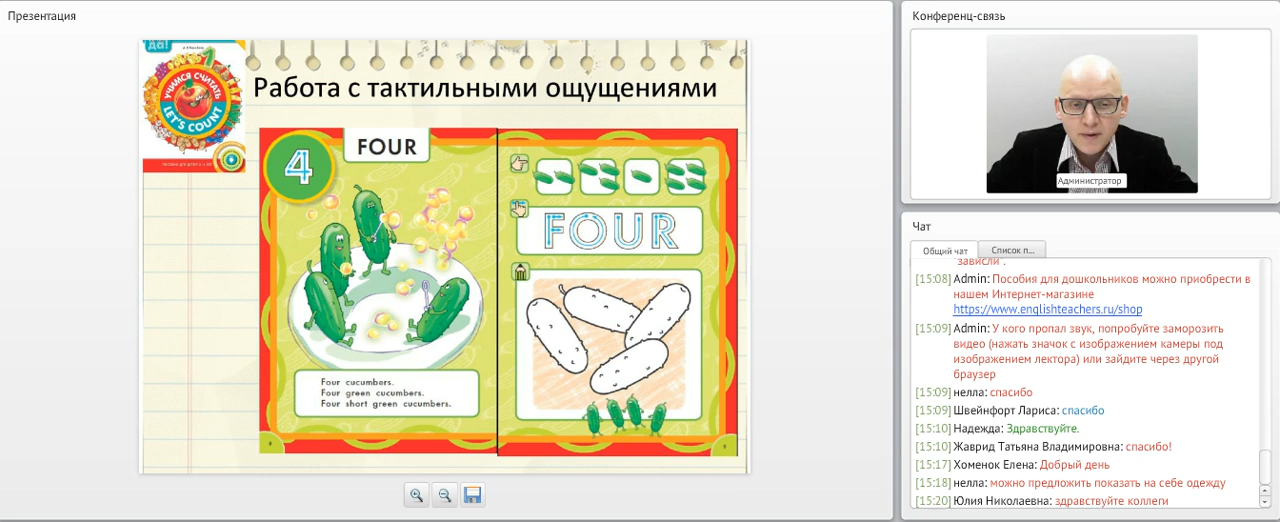 Презентация
да!
УЧИМСЯ СЧИТАТЬ
LET'S COUNT
Работа с тактильными ощущениями
4
FOUR
Four cucumbers.
Four green cucumbers.
Four short green cucumbers.
FOUR
Конференц-связь
Администратор
Чат
Общий чат
Список п...
зависли".
[15:08] Admin: Пособия для дошкольников можно приобрести в
нашем Интернет-магазине
https://www.englishteachers.ru/shop
[15:09] Admin: У кого пропал звук, попробуйте заморозить
видео (нажать значок с изображением камеры под
изображением лектора) или зайдите через другой
браузер
[15:09] нелла: спасибо
[15:09] Швейнфорт Лариса: спасибо
[15:10] Надежда: Здравствуйте.
[15:10] Жаврид Татьяна Владимировна: спасибо!
[15:17] Хоменок Елена: Добрый день
[15:18] нелла: можно предложить показать на себе одежду
[15:20] Юлия Николаевна: здравствуйте коллеги